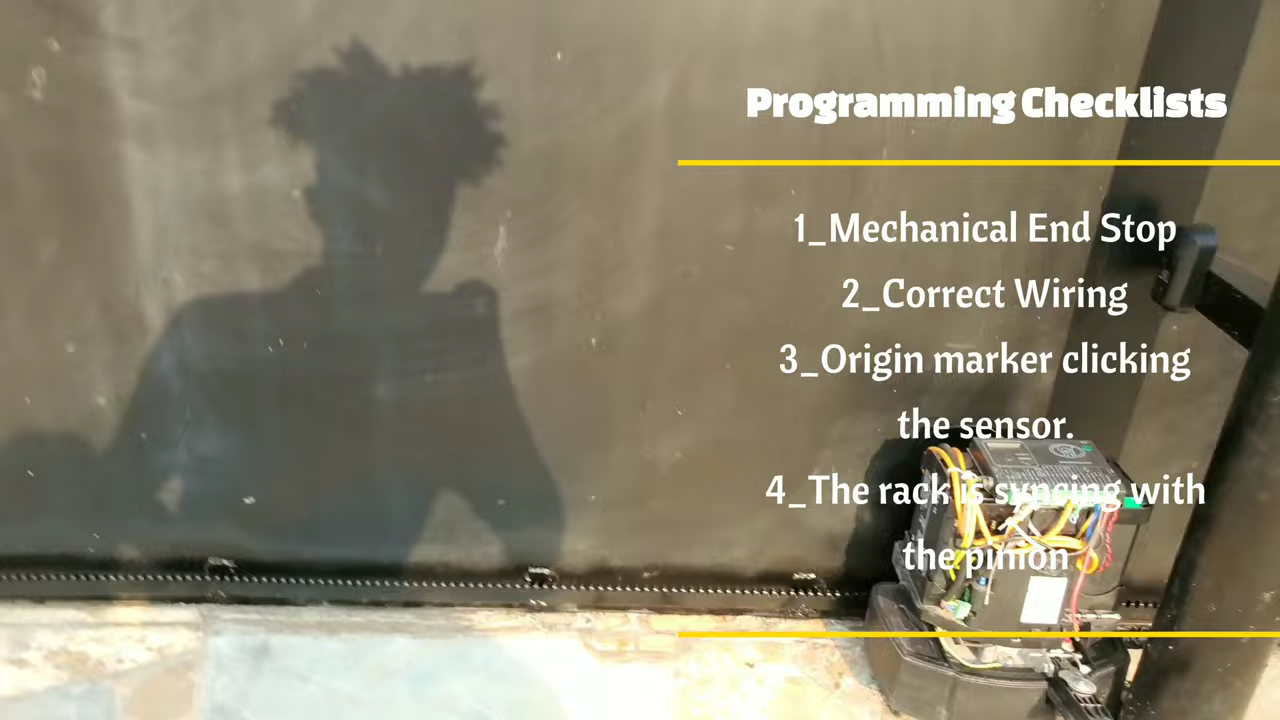 Programming Checklists
1_Mechanical End Stop
2_Correct Wiring
3_Origin marker clicking
the sensor.
4_The rack is syncing with
the pinion